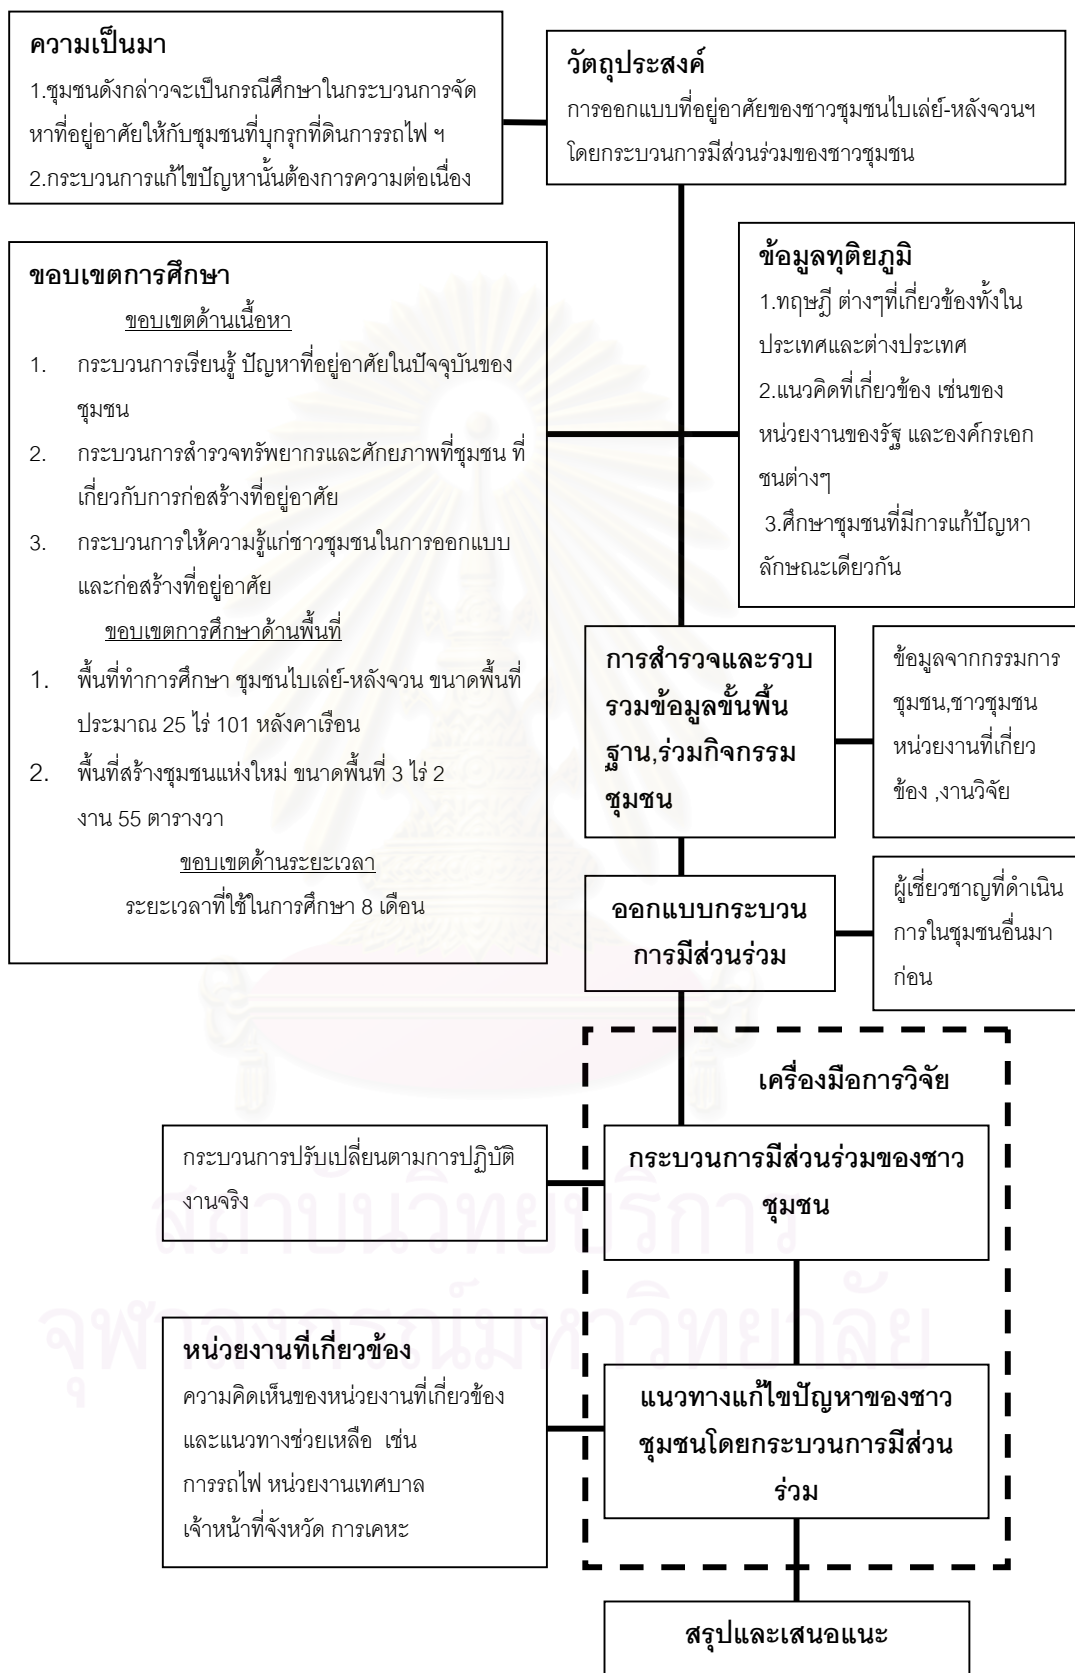 ความเป็นมา
1.ชุมชนดังกล่าวจะเป็นกรณีศึกษาในกระบวนการจัด
หาที่อยู่อาศัยให้กับชุมชนที่บุกรุกที่ดินการรถไฟ ฯ
2.กระบวนการแก้ไขปัญหานั้นต้องการความต่อเนื่อง
วัตถุประสงค์
การออกแบบที่อยู่อาศัยของชาวชุมชนไบเล่ย์-หลังจวนฯ
โดยกระบวนการมีส่วนร่วมของชาวชุมชน
ขอบเขตการศึกษา
ขอบเขตด้านเนื้อหา
1. กระบวนการเรียนรู้ ปัญหาที่อยู่อาศัยในปัจจุบันของ
ชุมชน
2. กระบวนการสำรวจทรัพยากรและศักยภาพที่ชุมชน ที่
เกี่ยวกับการก่อสร้างที่อยู่อาศัย
3. กระบวนการให้ความรู้แก่ชาวชุมชนในการออกแบบ
และก่อสร้างที่อยู่อาศัย
ขอบเขตการศึกษาด้านพื้นที่
1. พื้นที่ทำการศึกษา ชุมชนไบเล่ย์-หลังจวน ขนาดพื้นที่
ประมาณ 25 ไร่ 101 หลังคาเรือน
2. พื้นที่สร้างชุมชนแห่งใหม่ ขนาดพื้นที่ 3 ไร่ 2
งาน 55 ตารางวา
ขอบเขตด้านระยะเวลา
ระยะเวลาที่ใช้ในการศึกษา 8 เดือน
ข้อมูลทุติยภูมิ
1.ทฤษฎี ต่างๆที่เกี่ยวข้องทั้งใน
ประเทศและต่างประเทศ
2.แนวคิดที่เกี่ยวข้อง เช่นของ
หน่วยงานของรัฐ และองค์กรเอก
ชนต่างๆ
3.ศึกษาชุมชนที่มีการแก้ปัญหา
ลักษณะเดียวกัน
การสำรวจและรวบ
รวมข้อมูลขั้นพื้น
ฐาน,ร่วมกิจกรรม
ชุมชน
ข้อมูลจากกรรมการ
ชุมชน,ชาวชุมชน
หน่วยงานที่เกี่ยว
ข้อง ,งานวิจัย
ออกแบบกระบวน
การมีส่วนร่วม
ผู้เชี่ยวชาญที่ดำเนิน
การในชุมชนอื่นมา
ก่อน
เครื่องมือการวิจัย
กระบวนการปรับเปลี่ยนตามการปฏิบัติ
งานจริง
กระบวนการมีส่วนร่วมของชาว
ชุมชน
หน่วยงานที่เกี่ยวข้อง
ความคิดเห็นของหน่วยงานที่เกี่ยวข้อง
และแนวทางช่วยเหลือ เช่น
การรถไฟ หน่วยงานเทศบาล
เจ้าหน้าที่จังหวัด การเคหะ
แนวทางแก้ไขปัญหาของชาว
ชุมชนโดยกระบวนการมีส่วน
ร่วม
สรุปและเสนอแนะ
สถาบันวิทยบริการ
จุฬาลงกรณ์มหาวิทยาลัย